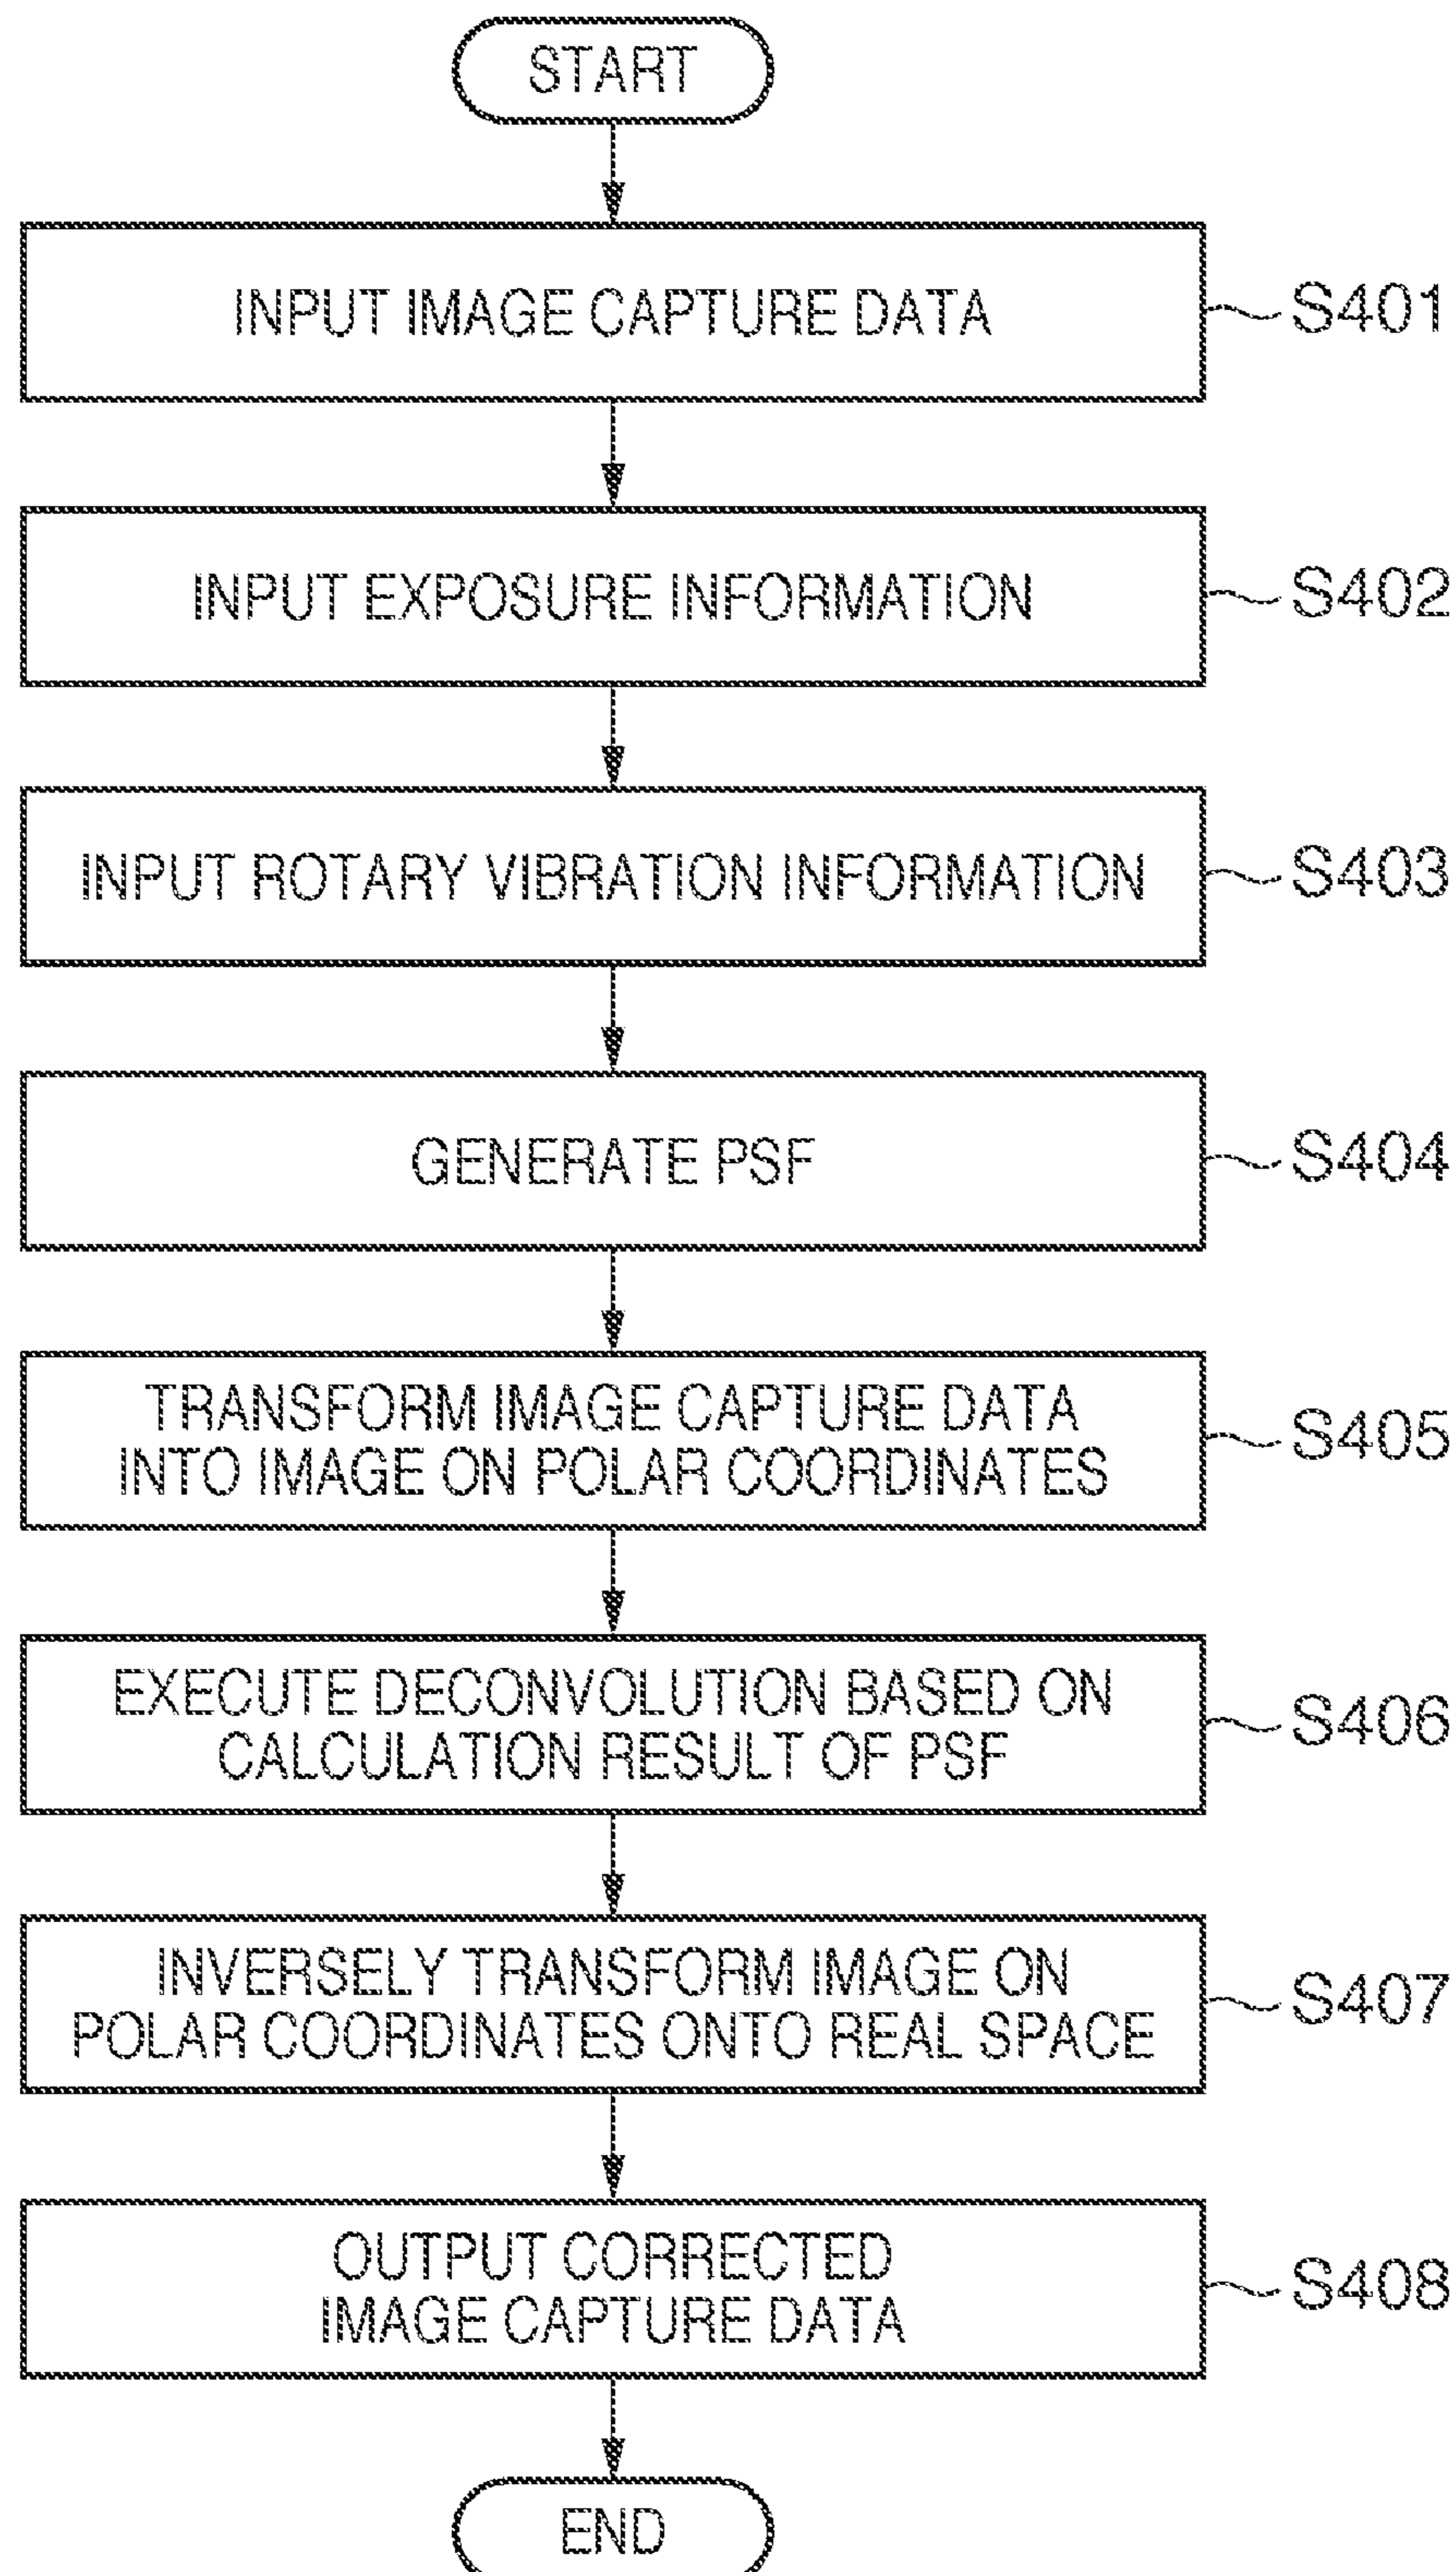 START
INPUT IMAGE CAPTURE DATA
S401
INPUT EXPOSURE INFORMATION
S402
INPUT ROTARY VIBRATION INFORMATION
S403
GENERATE PSF
S404
TRANSFORM IMAGE CAPTURE DATA
INTO IMAGE ON POLAR COORDINATES
S405
EXECUTE DECONVOLUTION BASED ON
CALCULATION RESULT OF PSF
S406
INVERSELY TRANSFORM IMAGE ON
POLAR COORDINATES ONTO REAL SPACE
S407
OUTPUT CORRECTED
IMAGE CAPTURE DATA
S408
END